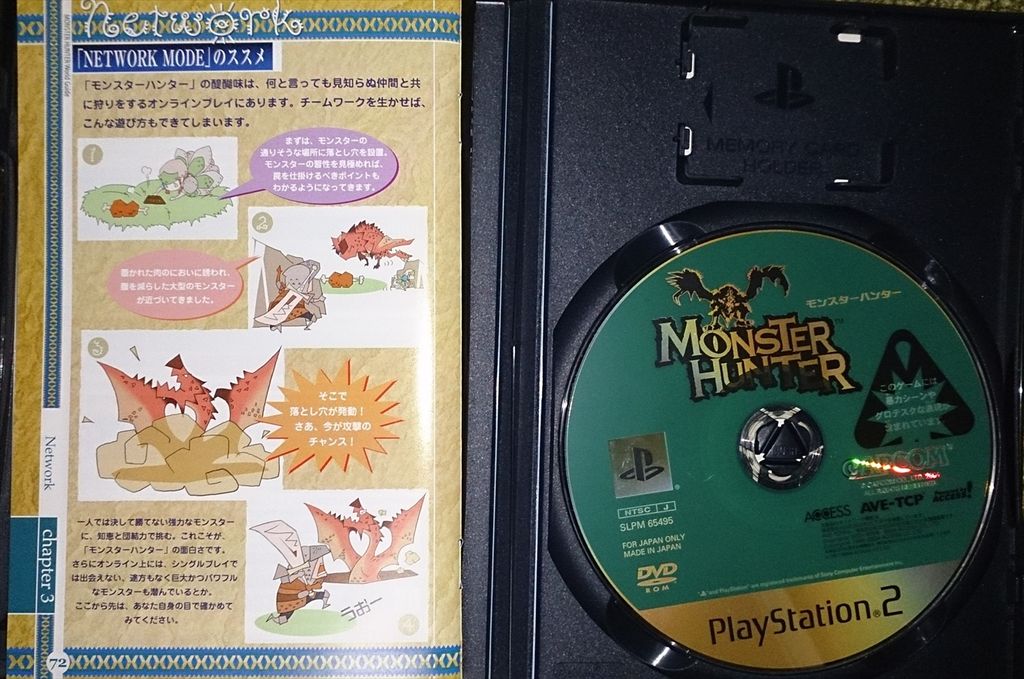 network
MONSTER HUNTER World Guide
「NETWORK MODE」のススメ
「モンスターハンター」の醍醐味は、何と言っても見知らぬ仲間と共
に狩りをするオンラインプレイにあります。チームワークを生かせば、
こんな遊び方もできてしまいます。
1
まずは、モンスターの
通りそうな場所に落とし穴を設置。
モンスターの習性を見極めれば、
罠を仕掛けるべきポイントも
わかるようになってきます。
2
置かれた肉のにおいに誘われ、
腹を減らした大型のモンスター
が近づいてきました。
3
そこで
落とし穴が発動！
さあ、今が攻撃の
チャンス！
一人では決して勝てない強力なモンスター
に、知恵と団結力で挑む。これこそが、
「モンスターハンター」の面白さです。
さらにオンライン上には、シングルプレイで
は出会えない、途方もなく巨大かつパワフル
なモンスターも潜んでいるとか。
ここから先は、あなた自身の目で確かめて
みてください。
うおー
4
Network
chapter 3
72
モンスターハンター
MONSTER HUNTER
このゲームには
暴力シーンや
グロテスクな表現が
含まれています。
CAPCOM
NTSC J
SLPM 65495
FOR JAPAN ONLY
MADE IN JAPAN
DVD
ROM
ACCESS AVE-TCP
PlayStation®2